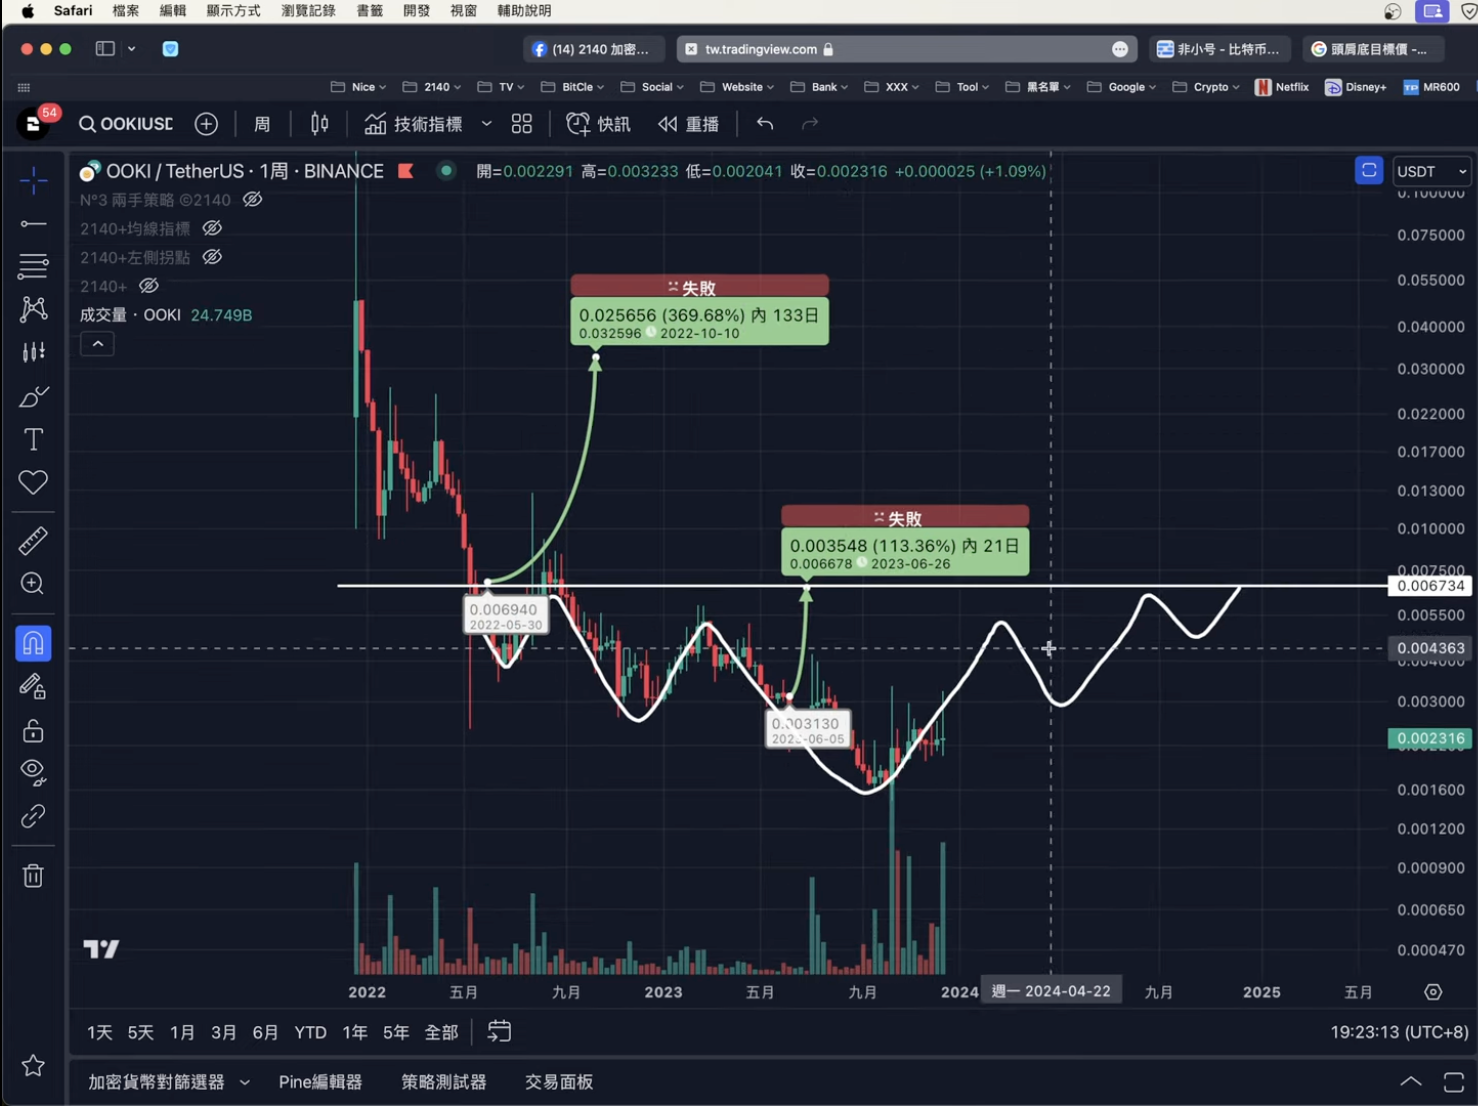 Safari 檔案 編輯 顯示方式 瀏覽記錄 書籤 開發 視窗 輔助說明
(14) 2140 加密... tw.tradingview.com 非小号 - 比特币... 頭肩底目標價 -...
Nice 2140 TV BitCle Social Website Bank XXX Tool 黑名單 Google Crypto Netflix Disney+ MR600
54 OOKIUSD 周 技術指標 快訊 重播
OOKI / TetherUS · 1周 · BINANCE 開=0.002291 高=0.003233 低=0.002041 收=0.002316 +0.000025 (+1.09%) USDT
Nº3 兩手策略 ©2140
2140+均線指標
2140+左側拐點
2140+
成交量 · OOKI 24.749B
失敗
0.025656 (369.68%) 內 133日
0.032596 2022-10-10
失敗
0.003548 (113.36%) 內 21日
0.006678 2023-06-26
0.006940
2022-05-30
0.003130
2023-06-05
0.100000
0.075000
0.055000
0.040000
0.030000
0.022000
0.017000
0.013000
0.010000
0.007500
0.006734
0.005500
0.004363
0.004000
0.003000
0.002316
0.001600
0.001200
0.000900
0.000650
0.000470
2022 五月 九月 2023 五月 九月 2024 週一 2024-04-22 九月 2025 五月
1天 5天 1月 3月 6月 YTD 1年 5年 全部 19:23:13 (UTC+8)
加密貨幣對篩選器 Pine編輯器 策略測試器 交易面板